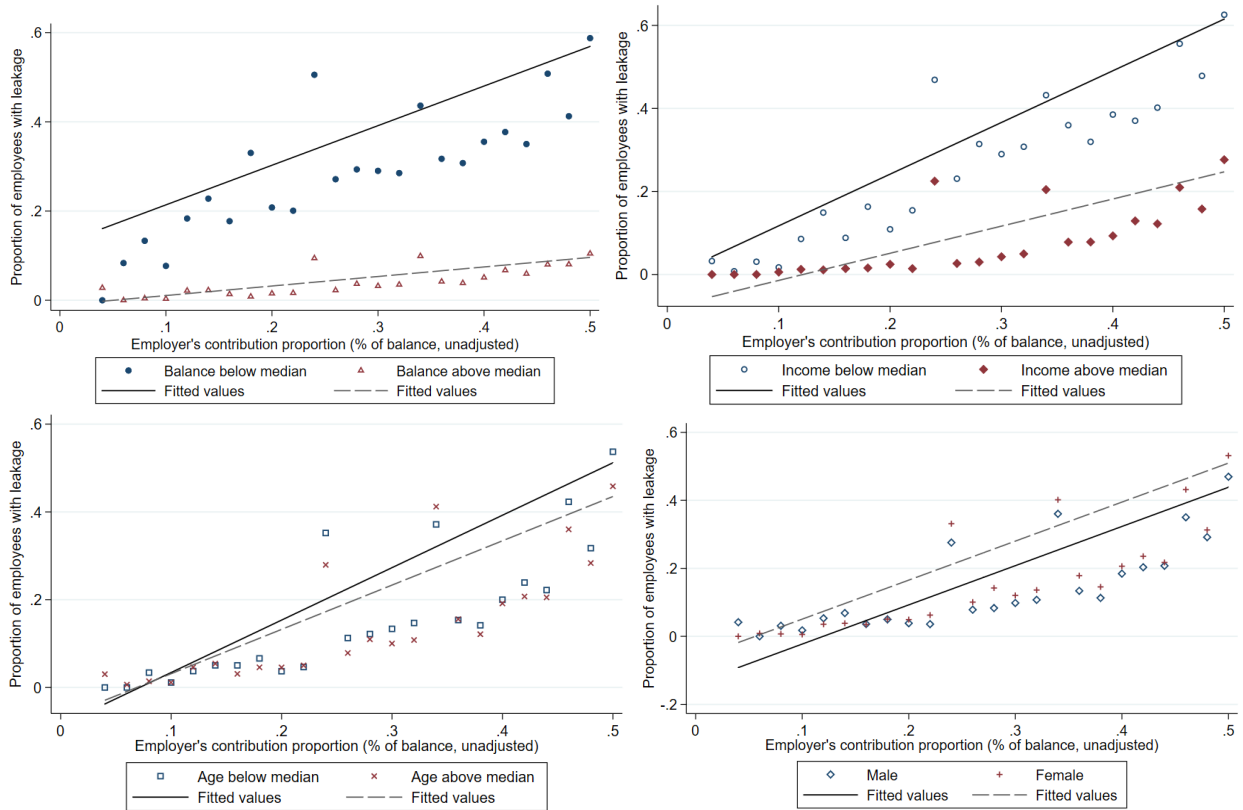 Proportion of employees with leakage
.6
.4
.2
0
0 .1 .2 .3 .4 .5
Employer's contribution proportion (% of balance, unadjusted)
Balance below median Balance above median
Fitted values Fitted values
Proportion of employees with leakage
.6
.4
.2
0
0 .1 .2 .3 .4 .5
Employer's contribution proportion (% of balance, unadjusted)
Income below median Income above median
Fitted values Fitted values
Proportion of employees with leakage
.6
.4
.2
0
0 .1 .2 .3 .4 .5
Employer's contribution proportion (% of balance, unadjusted)
Age below median Age above median
Fitted values Fitted values
Proportion of employees with leakage
.6
.4
.2
0
-.2
0 .1 .2 .3 .4 .5
Employer's contribution proportion (% of balance, unadjusted)
Male Female
Fitted values Fitted values